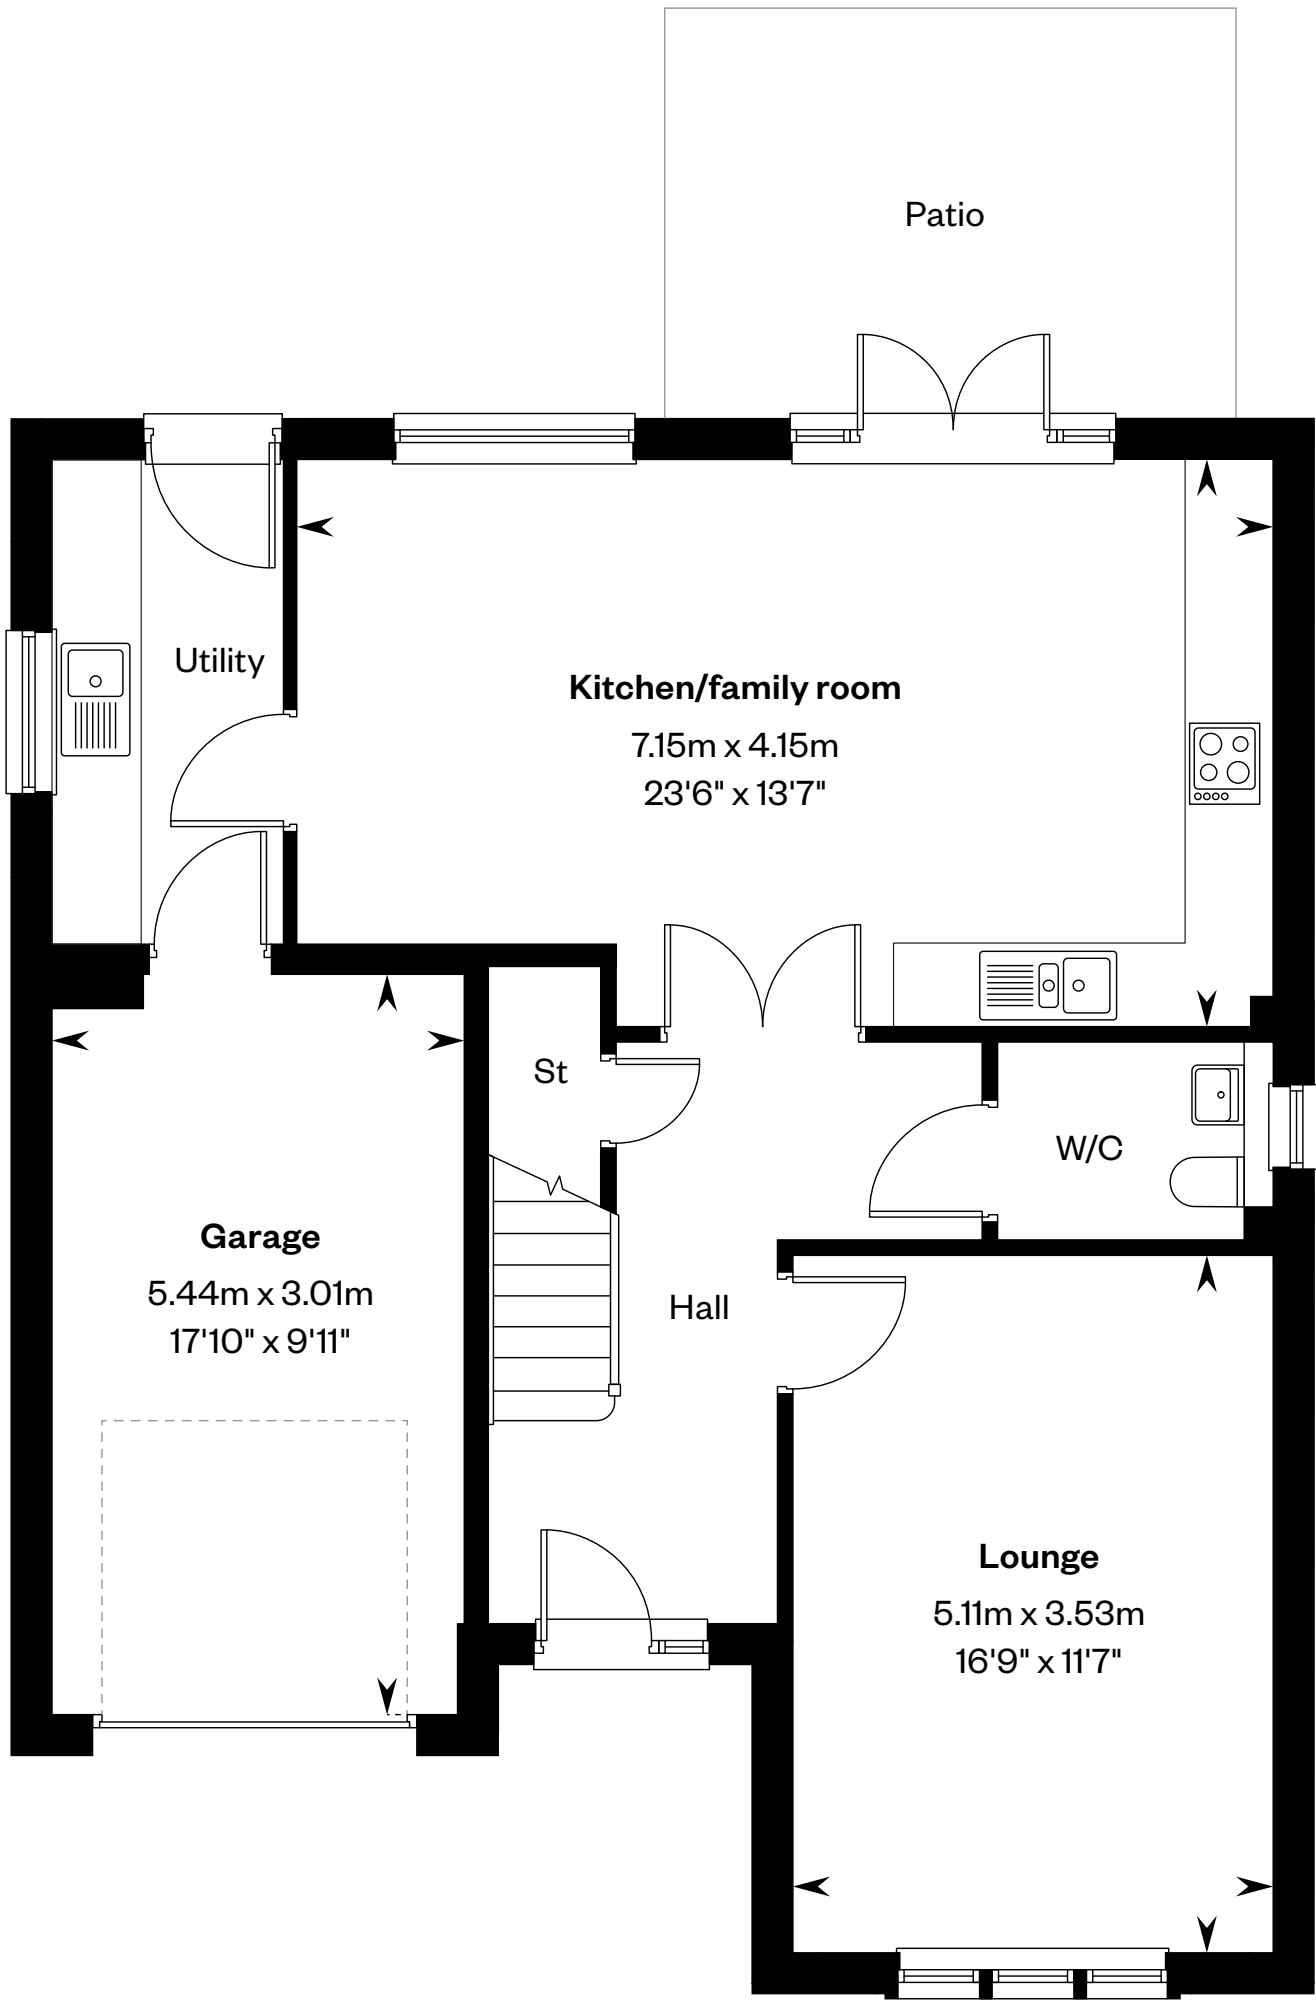 Patio
Utility
Kitchen/family room
7.15m x 4.15m
23'6" x 13'7"
St
W/C
Garage
5.44m x 3.01m
17'10" x 9'11"
Hall
Lounge
5.11m x 3.53m
16'9" x 11'7"